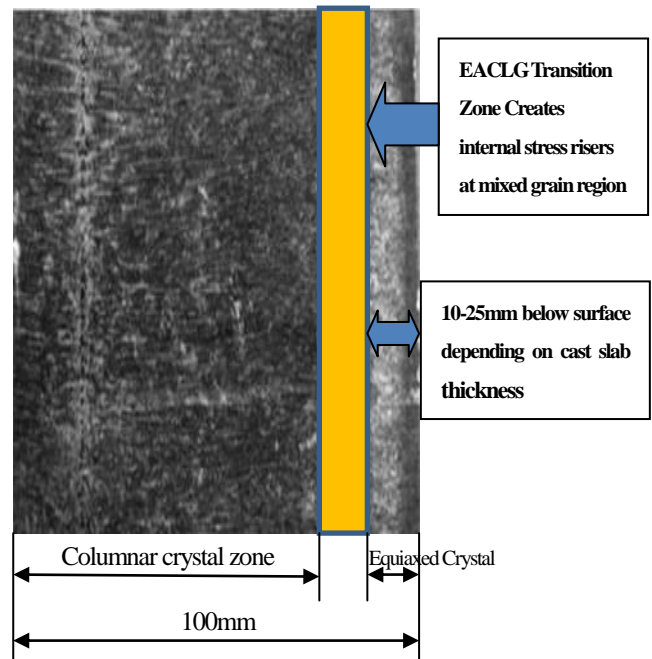 EACLG Transition
Zone Creates
internal stress risers
at mixed grain region
10-25mm below surface
depending on cast slab
thickness
Columnar crystal zone
Equiaxed Crystal
100mm